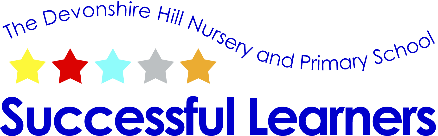 The Devonshire Hill Nursery and Primary School
Successful Learners